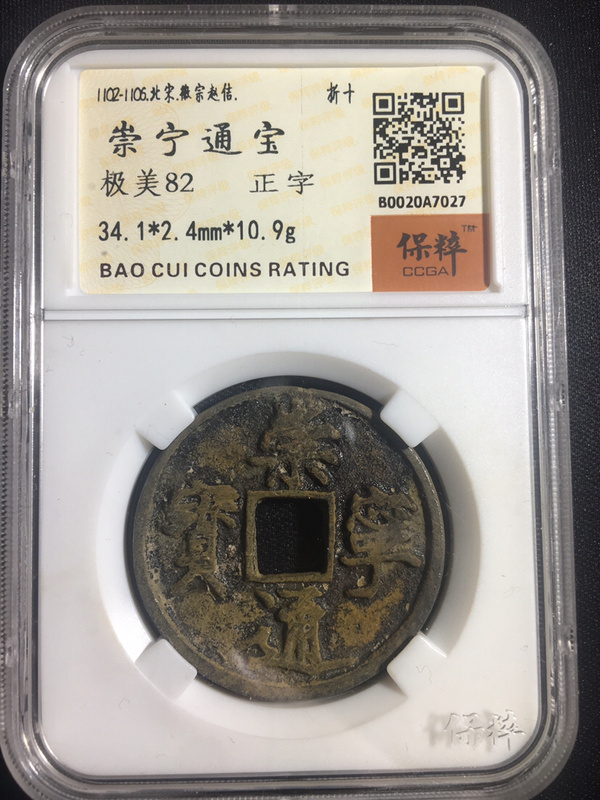 1102-1106.北宋.徽宗赵佶. 折十
崇宁通宝
极美82 正字
34.1*2.4mm*10.9g
BAO CUI COINS RATING
B0020A7027
保粹™
CCGA
崇
寶 寧
通
保粹